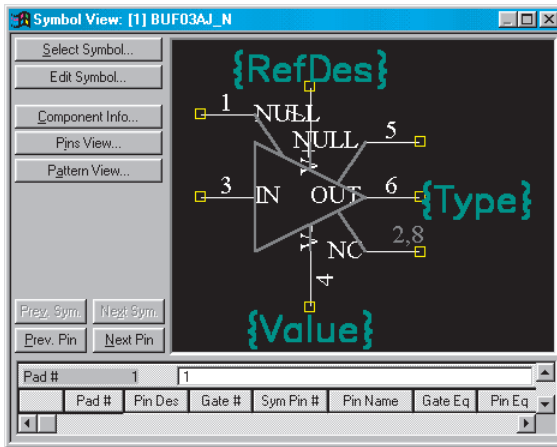 Symbol View: [1] BUF03AJ_N
Select Symbol...
Edit Symbol...
Component Info...
Pins View...
Pattern View...
{RefDes}
1
NULL
NULL
5
3
IN
OUT
6
{Type}
NC
2,8
4
{Value}
Prev. Sym.
Next Sym.
Prev. Pin
Next Pin
Pad #
1
1
Pad #
Pin Des
Gate #
Sym Pin #
Pin Name
Gate Eq
Pin Eq